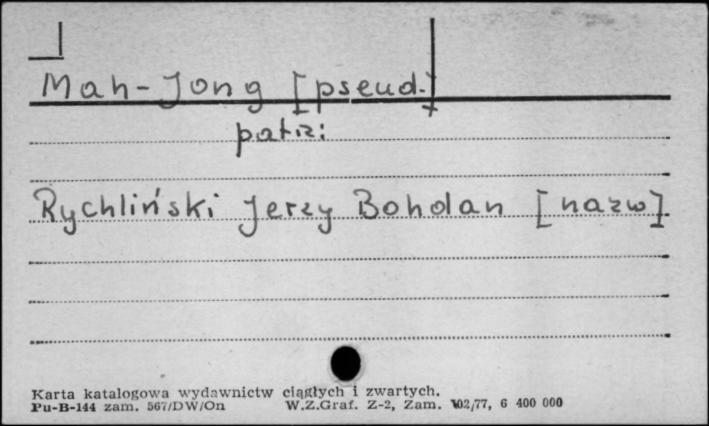 Mah-Jong [pseud.]
patrz:
Rychliński Jerzy Bohdan [nazw]
Karta katalogowa wydawnictw ciągłych i zwartych.
Pu-B-144 zam. 567/DW/On W.Z.Graf. Z-2, Zam. 102/77, 6 400 000